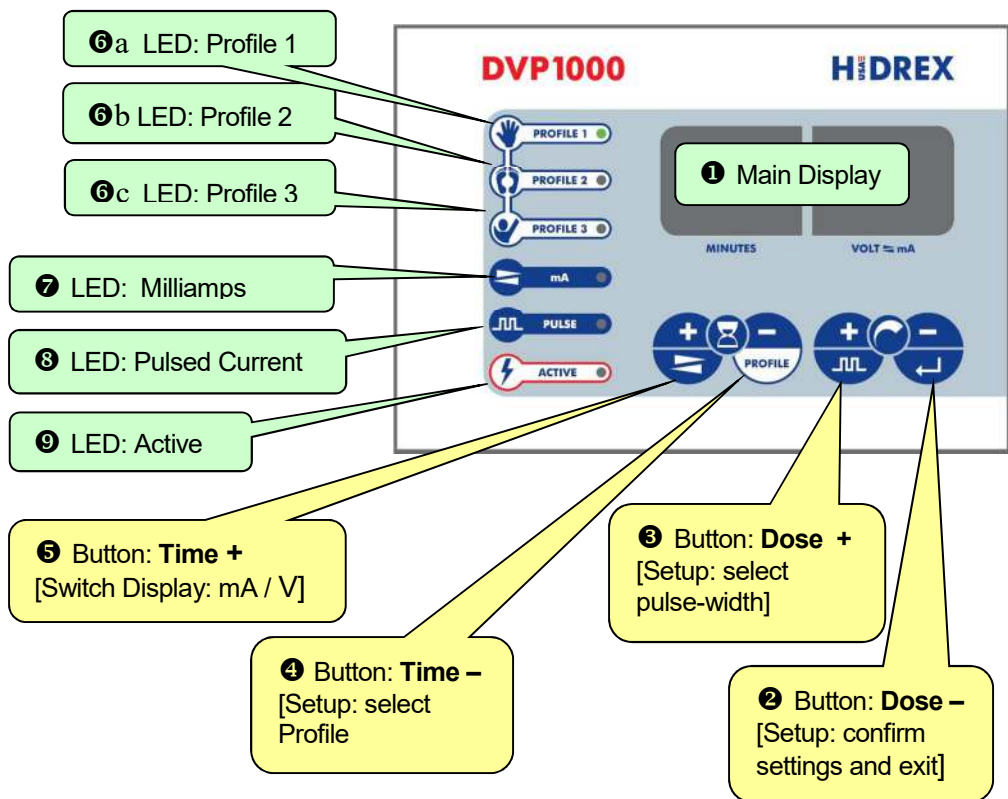 ❻a LED: Profile 1
❻b LED: Profile 2
❻c LED: Profile 3
❼ LED: Milliamps
❽ LED: Pulsed Current
❾ LED: Active
DVP1000
HIDREX
USA
PROFILE 1
PROFILE 2
PROFILE 3
mA
PULSE
ACTIVE
❶ Main Display
MINUTES
VOLT ⇆ mA
+
−
PROFILE
+
−
❺ Button: Time +
[Switch Display: mA / V]
❹ Button: Time –
[Setup: select
Profile
❸ Button: Dose +
[Setup: select
pulse-width]
❷ Button: Dose –
[Setup: confirm
settings and exit]